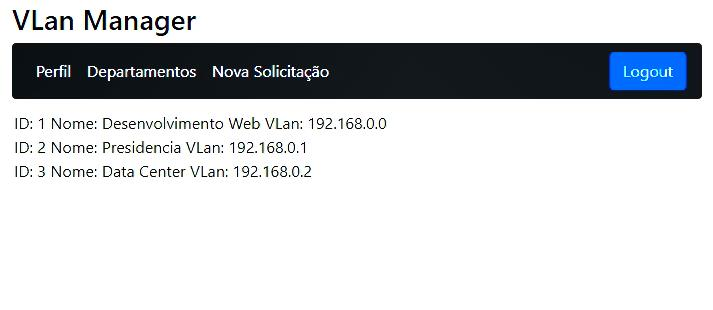 VLan Manager
Perfil Departamentos Nova Solicitação Logout
ID: 1 Nome: Desenvolvimento Web VLan: 192.168.0.0
ID: 2 Nome: Presidencia VLan: 192.168.0.1
ID: 3 Nome: Data Center VLan: 192.168.0.2